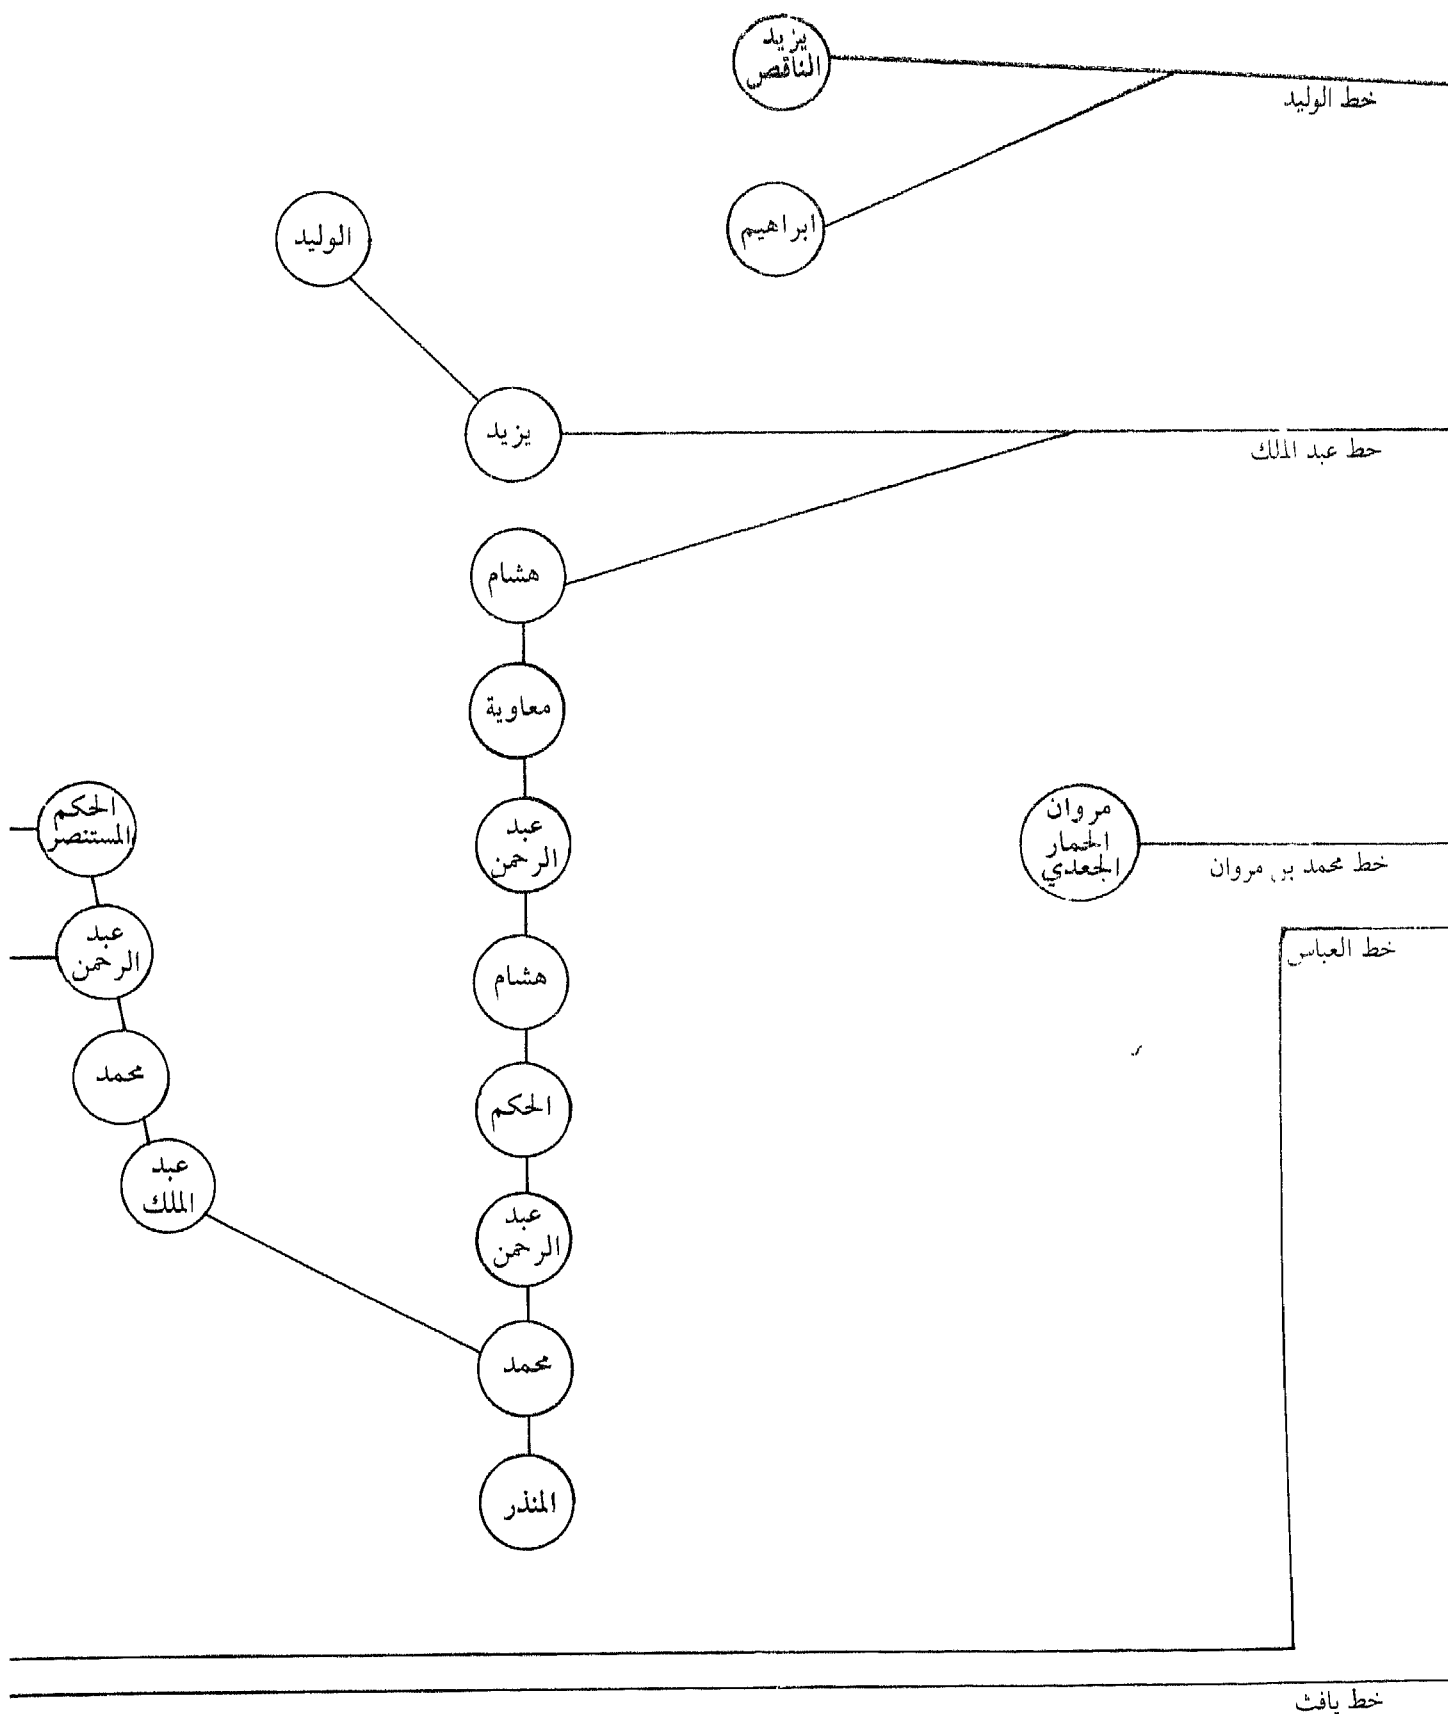 يزيد
الناقص
خط الوليد
ابراهيم
الوليد
يزيد
حط عبد الملك
هشام
معاوية
مروان
الحمار
الجعدي
خط محمد بن مروان
الحكم
المستنصر
عبد
الرحمن
عبد
الرحمن
خط العباس
هشام
محمد
الحكم
عبد
الملك
عبد
الرحمن
محمد
المنذر
خط يافث